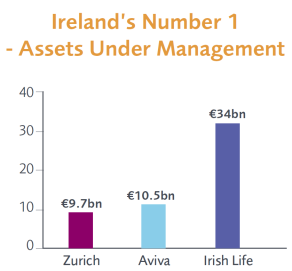 Ireland's Number 1
- Assets Under Management
40
30
20
10
0
€9.7bn
€10.5bn
€34bn
Zurich
Aviva
Irish Life